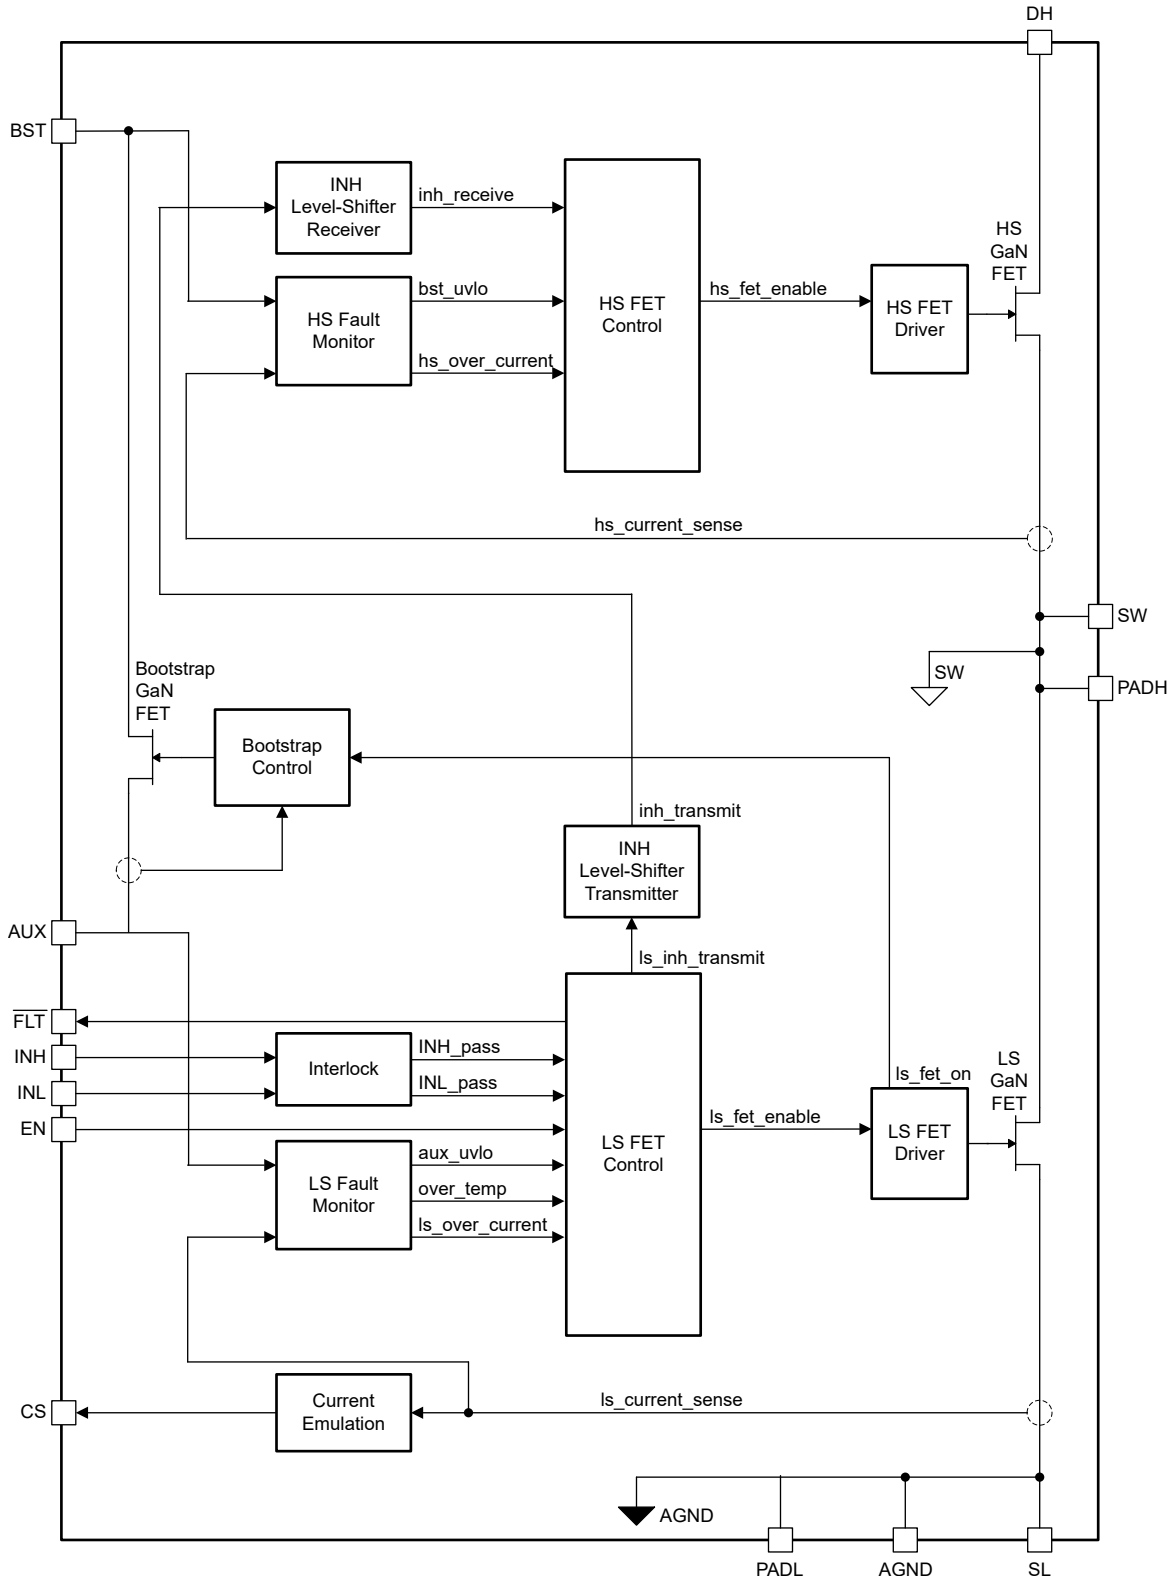 DH
BST
INH
Level-Shifter
Receiver
inh_receive
HS Fault
Monitor
bst_uvlo
hs_over_current
HS FET
Control
hs_fet_enable
HS FET
Driver
HS
GaN
FET
hs_current_sense
SW
SW
PADH
Bootstrap
GaN
FET
Bootstrap
Control
inh_transmit
INH
Level-Shifter
Transmitter
ls_inh_transmit
AUX
FLT
INH
INL
EN
Interlock
INH_pass
INL_pass
LS Fault
Monitor
aux_uvlo
over_temp
ls_over_current
LS FET
Control
ls_fet_enable
ls_fet_on
LS FET
Driver
LS
GaN
FET
CS
Current
Emulation
ls_current_sense
AGND
PADL
AGND
SL